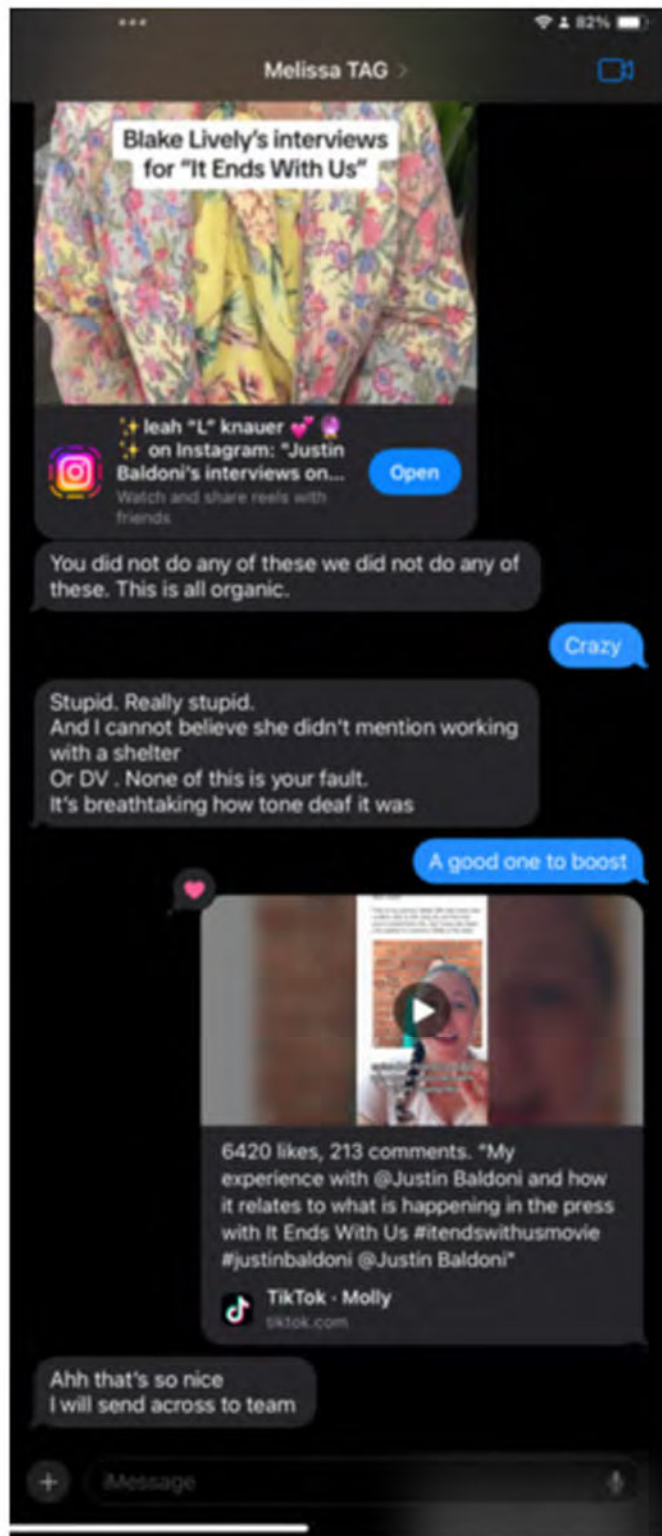 82%
Melissa TAG >
Blake Lively's interviews
for "It Ends With Us"
✨leah "L" knauer 💕🔮
✨ on Instagram: "Justin
Baldoni's interviews on...
Watch and share reels with
friends
Open
You did not do any of these we did not do any of
these. This is all organic.
Crazy
Stupid. Really stupid.
And I cannot believe she didn't mention working
with a shelter
Or DV . None of this is your fault.
It's breathtaking how tone deaf it was
A good one to boost
6420 likes, 213 comments. "My
experience with @Justin Baldoni and how
it relates to what is happening in the press
with It Ends With Us #itendswithusmovie
#justinbaldoni @Justin Baldoni"
TikTok · Molly
tiktok.com
Ahh that's so nice
I will send across to team
iMessage